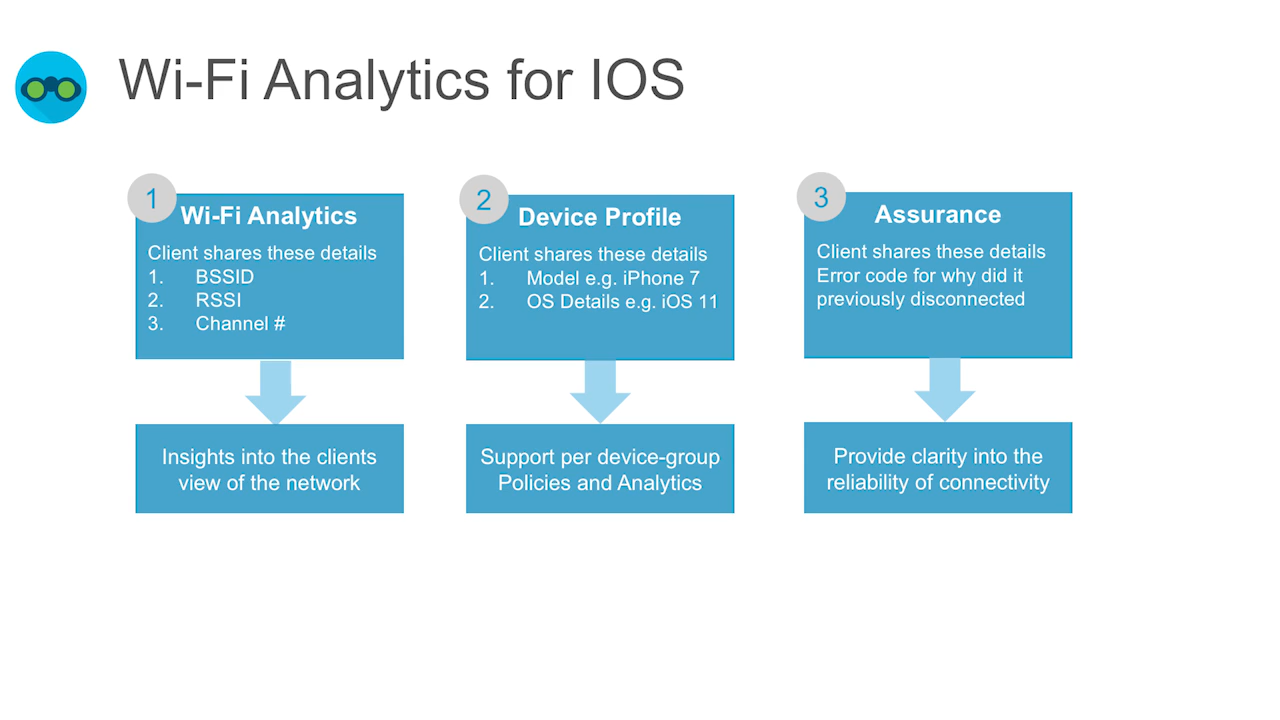 Wi-Fi Analytics for IOS
1
Wi-Fi Analytics
Client shares these details
1. BSSID
2. RSSI
3. Channel #
Insights into the clients
view of the network
2
Device Profile
Client shares these details
1. Model e.g. iPhone 7
2. OS Details e.g. iOS 11
Support per device-group
Policies and Analytics
3
Assurance
Client shares these details
Error code for why did it
previously disconnected
Provide clarity into the
reliability of connectivity